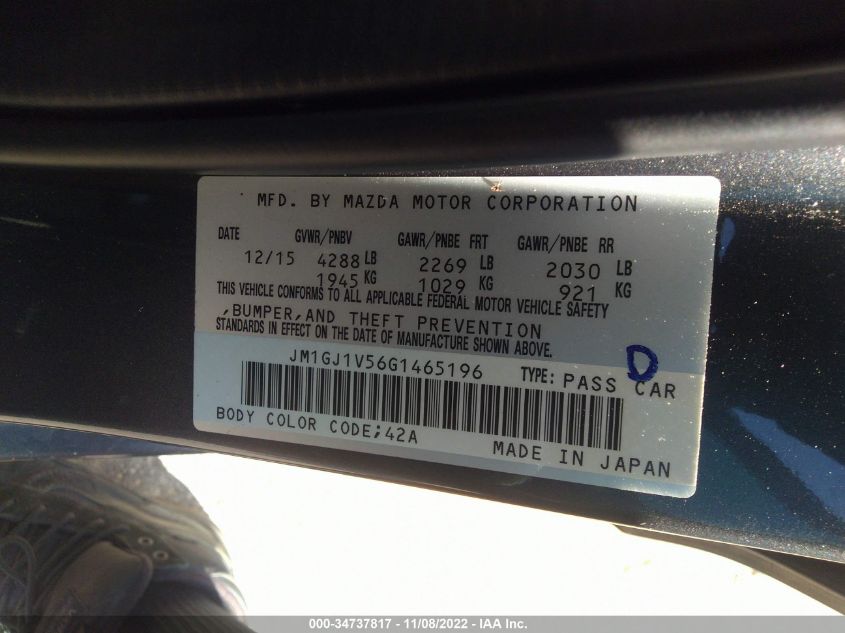 MFD. BY MAZDA MOTOR CORPORATION
DATE GVWR/PNBV GAWR/PNBE FRT GAWR/PNBE RR
12/15 4288 LB 2269 LB 2030 LB
1945 KG 1029 KG 921 KG
THIS VEHICLE CONFORMS TO ALL APPLICABLE FEDERAL MOTOR VEHICLE SAFETY
,BUMPER,AND THEFT PREVENTION
STANDARDS IN EFFECT ON THE DATE OF MANUFACTURE SHOWN ABOVE.
D
JM1GJ1V56G1465196 TYPE: PASS CAR
BODY COLOR CODE;42A
MADE IN JAPAN
000-34737817 - 11/08/2022 - IAA Inc.